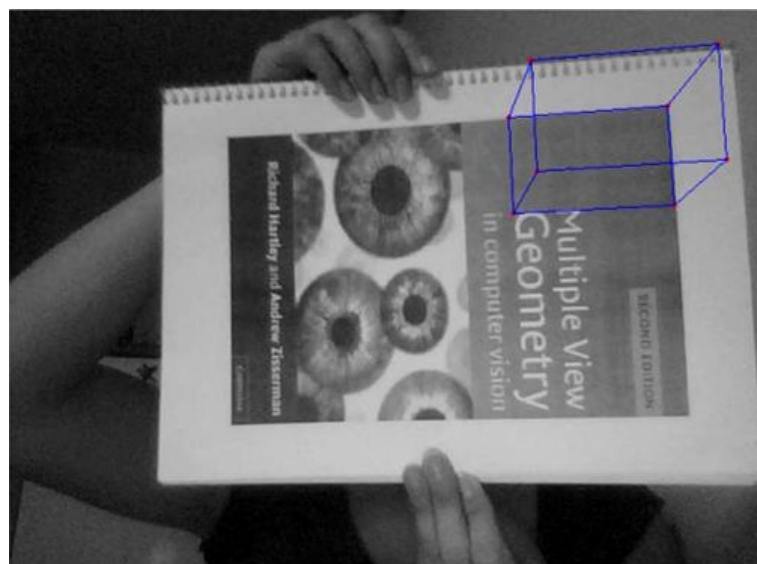 Multiple View
Geometry
in computer vision
SECOND EDITION
Richard Hartley and Andrew Zisserman